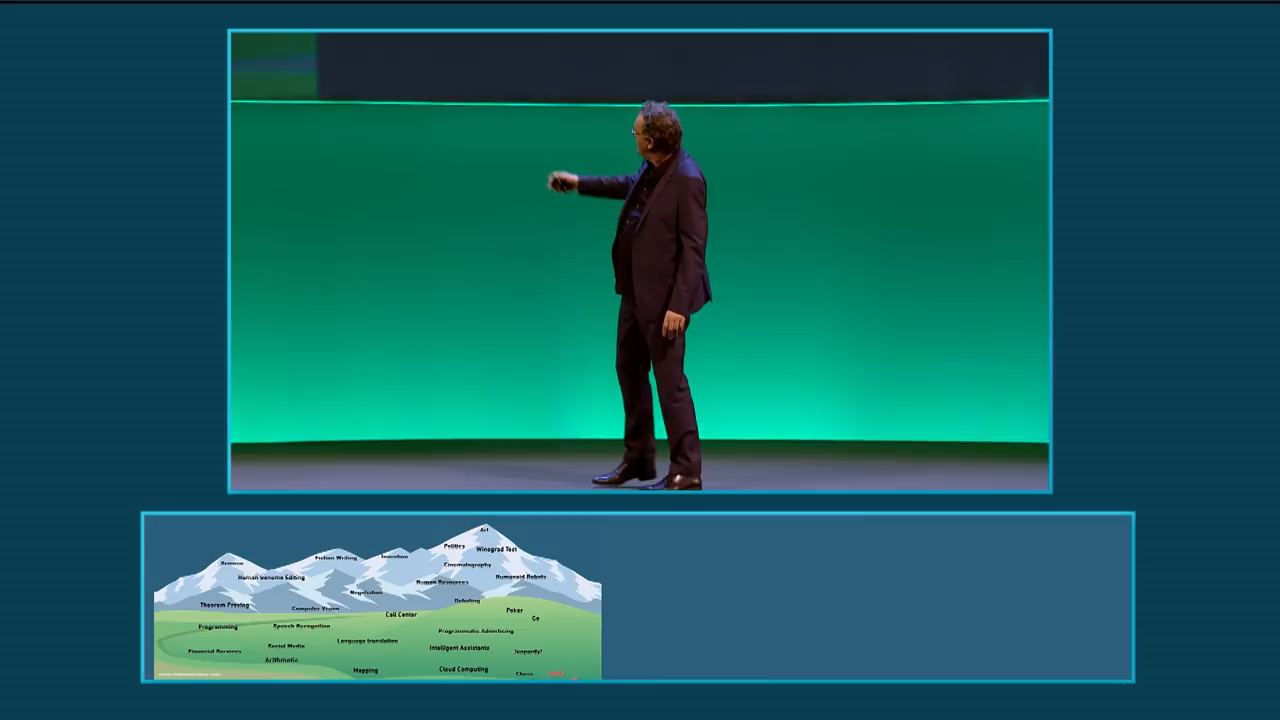 Art
Politics
Winograd Test
Fiction Writing
Invention
Science
Cinematography
Human Genome Editing
Human Resources
Humanoid Robots
Negotiation
Debating
Theorem Proving
Computer Vision
Poker
Call Center
Go
Programming
Speech Recognition
Programmatic Advertising
Language translation
Social Media
Intelligent Assistants
Financial Services
Jeopardy!
Arithmetic
Mapping
Cloud Computing
Chess